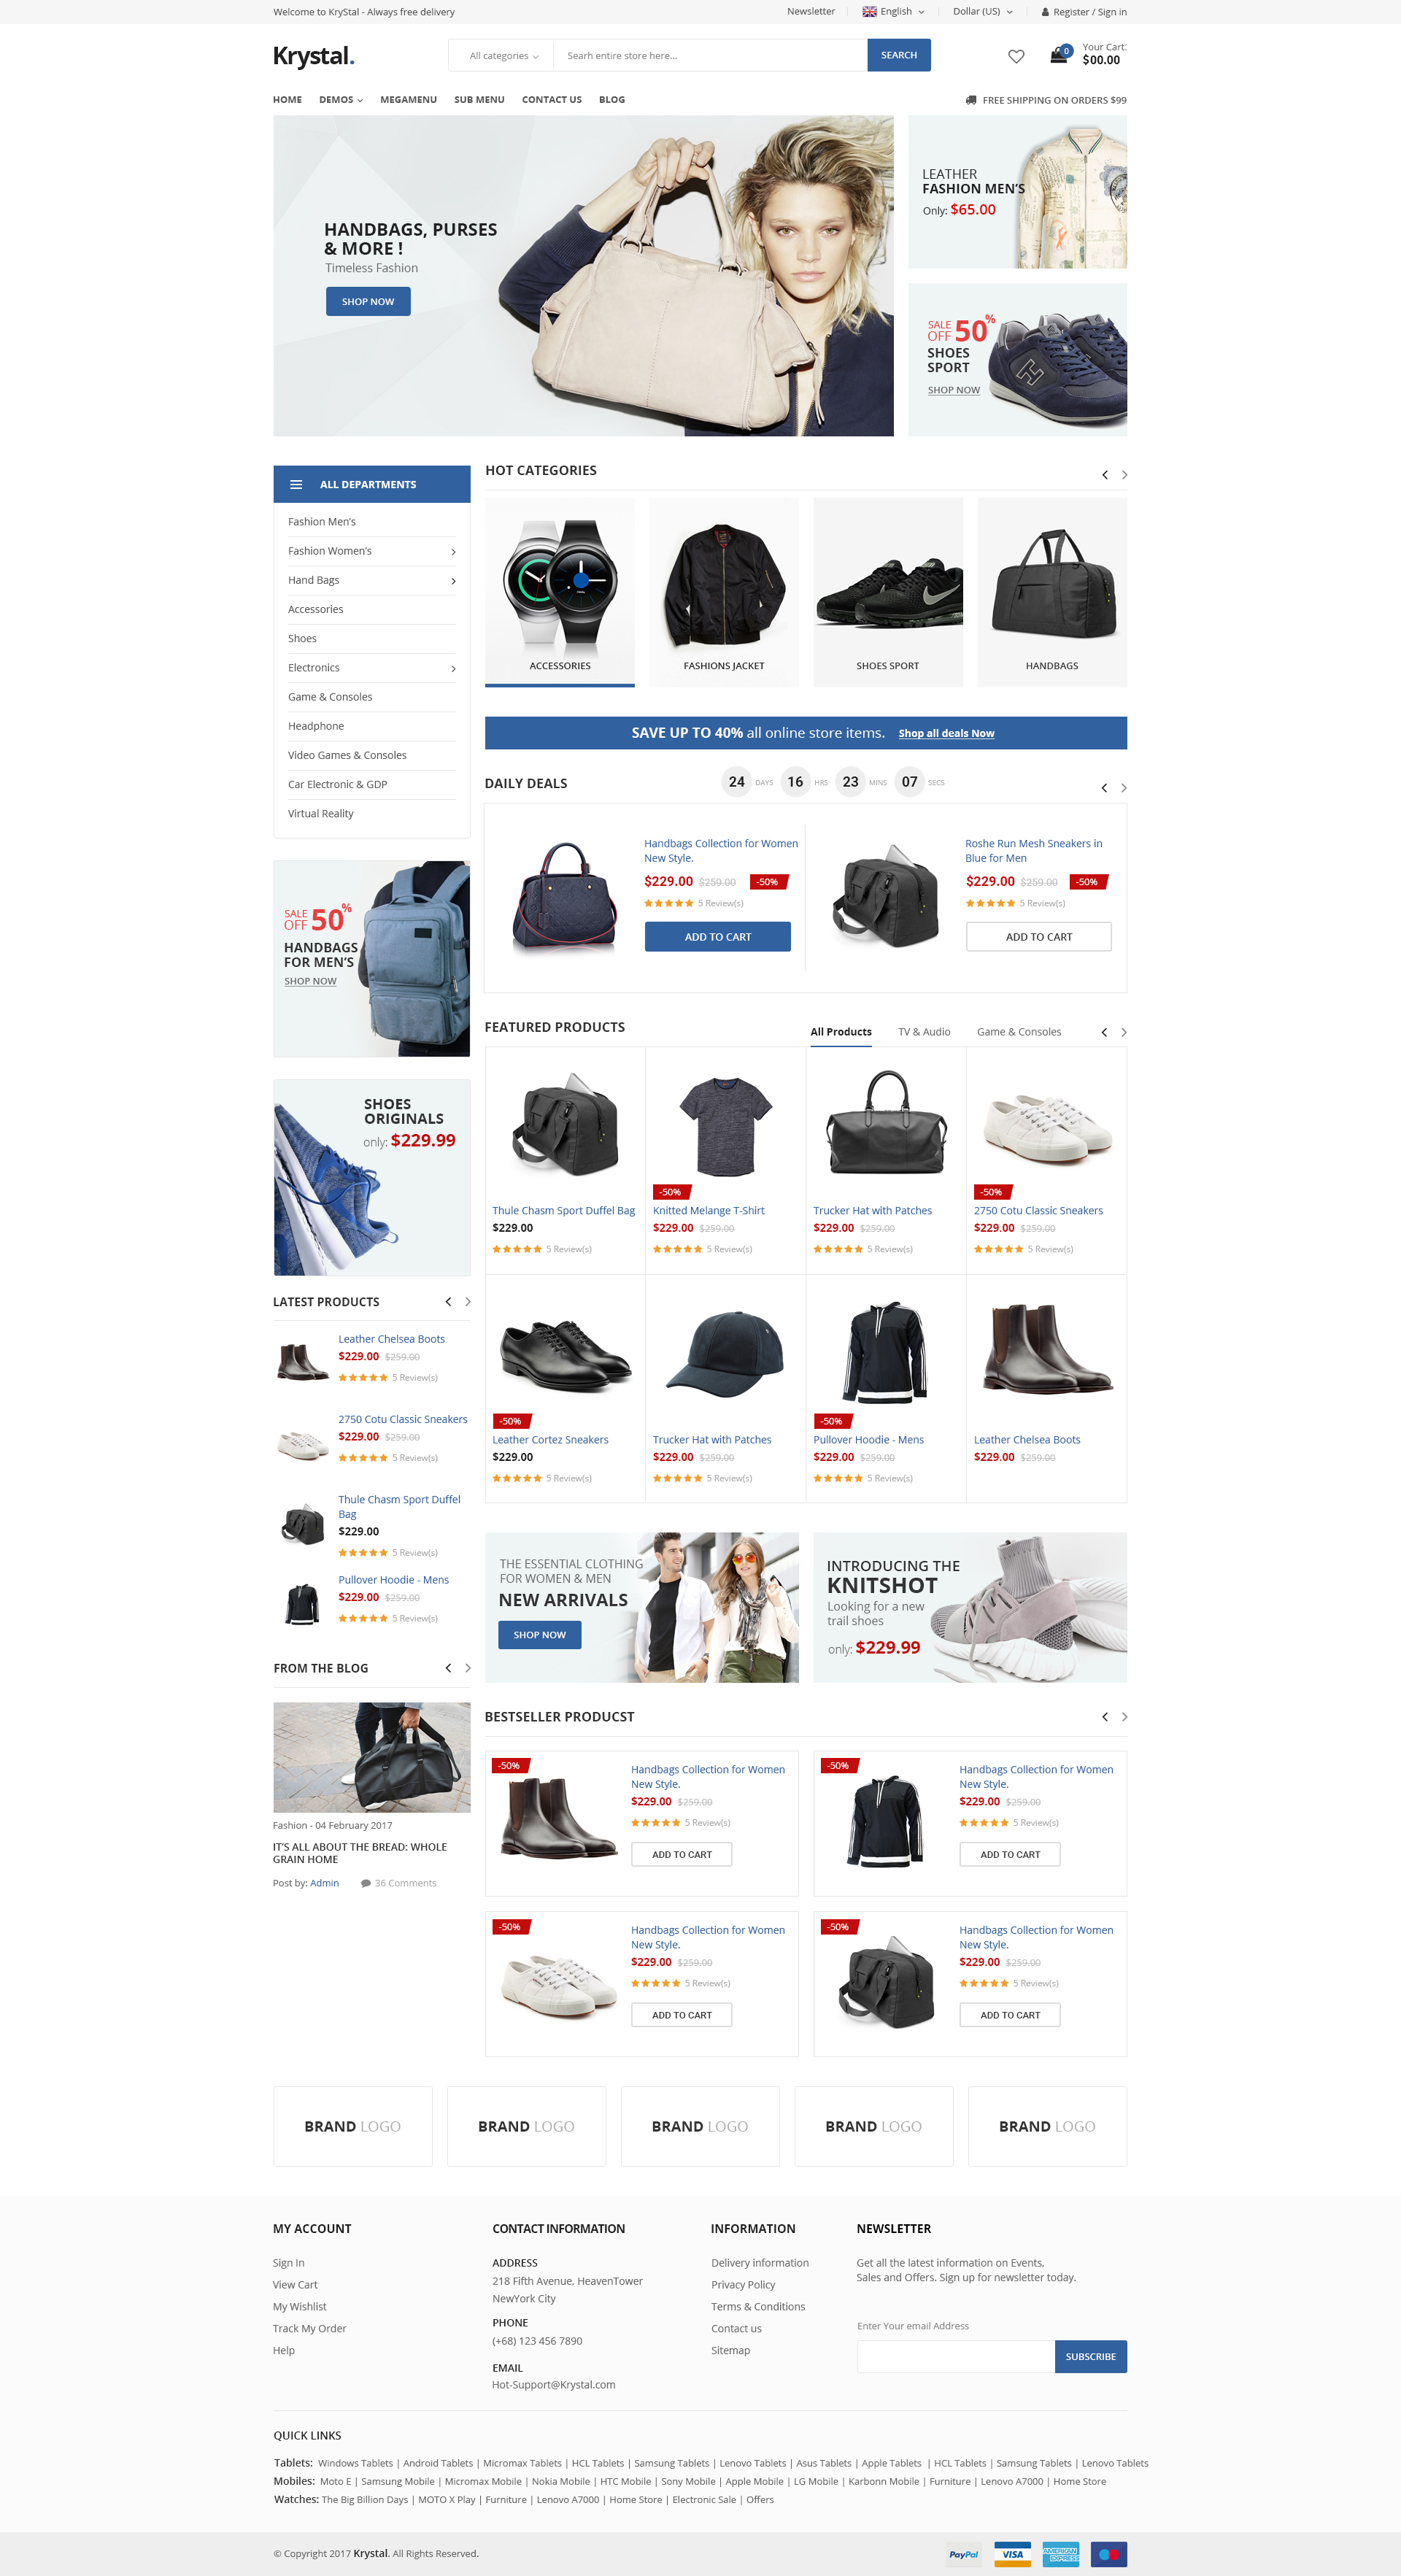 Welcome to KryStal - Always free delivery
Newsletter
English
Dollar (US)
Register / Sign in
Krystal.
All categories
Searh entire store here...
SEARCH
0
Your Cart:
$00.00
HOME
DEMOS
MEGAMENU
SUB MENU
CONTACT US
BLOG
FREE SHIPPING ON ORDERS $99
HANDBAGS, PURSES
& MORE !
Timeless Fashion
SHOP NOW
LEATHER
FASHION MEN'S
Only: $65.00
SALE
OFF 50%
SHOES
SPORT
SHOP NOW
ALL DEPARTMENTS
Fashion Men's
Fashion Women's
Hand Bags
Accessories
Shoes
Electronics
Game & Consoles
Headphone
Video Games & Consoles
Car Electronic & GDP
Virtual Reality
SALE
OFF 50%
HANDBAGS
FOR MEN'S
SHOP NOW
SHOES
ORIGINALS
only: $229.99
LATEST PRODUCTS
Leather Chelsea Boots
$229.00 $259.00
5 Review(s)
2750 Cotu Classic Sneakers
$229.00 $259.00
5 Review(s)
Thule Chasm Sport Duffel
Bag
$229.00
5 Review(s)
Pullover Hoodie - Mens
$229.00 $259.00
5 Review(s)
FROM THE BLOG
Fashion - 04 February 2017
IT'S ALL ABOUT THE BREAD: WHOLE
GRAIN HOME
Post by: Admin
36 Comments
HOT CATEGORIES
ACCESSORIES
FASHIONS JACKET
SHOES SPORT
HANDBAGS
SAVE UP TO 40% all online store items. Shop all deals Now
DAILY DEALS
24 DAYS 16 HRS 23 MINS 07 SECS
Handbags Collection for Women
New Style.
$229.00 $259.00 -50%
5 Review(s)
ADD TO CART
Roshe Run Mesh Sneakers in
Blue for Men
$229.00 $259.00 -50%
5 Review(s)
ADD TO CART
FEATURED PRODUCTS
All Products
TV & Audio
Game & Consoles
Thule Chasm Sport Duffel Bag
$229.00
5 Review(s)
-50%
Knitted Melange T-Shirt
$229.00 $259.00
5 Review(s)
Trucker Hat with Patches
$229.00 $259.00
5 Review(s)
-50%
2750 Cotu Classic Sneakers
$229.00 $259.00
5 Review(s)
-50%
Leather Cortez Sneakers
$229.00
5 Review(s)
Trucker Hat with Patches
$229.00 $259.00
5 Review(s)
-50%
Pullover Hoodie - Mens
$229.00 $259.00
5 Review(s)
Leather Chelsea Boots
$229.00 $259.00
THE ESSENTIAL CLOTHING
FOR WOMEN & MEN
NEW ARRIVALS
SHOP NOW
INTRODUCING THE
KNITSHOT
Looking for a new
trail shoes
only: $229.99
BESTSELLER PRODUCST
-50%
Handbags Collection for Women
New Style.
$229.00 $259.00
5 Review(s)
ADD TO CART
-50%
Handbags Collection for Women
New Style.
$229.00 $259.00
5 Review(s)
ADD TO CART
-50%
Handbags Collection for Women
New Style.
$229.00 $259.00
5 Review(s)
ADD TO CART
-50%
Handbags Collection for Women
New Style.
$229.00 $259.00
5 Review(s)
ADD TO CART
BRAND LOGO
BRAND LOGO
BRAND LOGO
BRAND LOGO
BRAND LOGO
MY ACCOUNT
Sign In
View Cart
My Wishlist
Track My Order
Help
CONTACT INFORMATION
ADDRESS
218 Fifth Avenue, HeavenTower
NewYork City
PHONE
(+68) 123 456 7890
EMAIL
Hot-Support@Krystal.com
INFORMATION
Delivery information
Privacy Policy
Terms & Conditions
Contact us
Sitemap
NEWSLETTER
Get all the latest information on Events,
Sales and Offers. Sign up for newsletter today.
Enter Your email Address
SUBSCRIBE
QUICK LINKS
Tablets: Windows Tablets | Android Tablets | Micromax Tablets | HCL Tablets | Samsung Tablets | Lenovo Tablets | Asus Tablets | Apple Tablets | HCL Tablets | Samsung Tablets | Lenovo Tablets
Mobiles: Moto E | Samsung Mobile | Micromax Mobile | Nokia Mobile | HTC Mobile | Sony Mobile | Apple Mobile | LG Mobile | Karbonn Mobile | Furniture | Lenovo A7000 | Home Store
Watches: The Big Billion Days | MOTO X Play | Furniture | Lenovo A7000 | Home Store | Electronic Sale | Offers
© Copyright 2017 Krystal. All Rights Reserved.
PayPal
VISA
AMERICAN EXPRESS